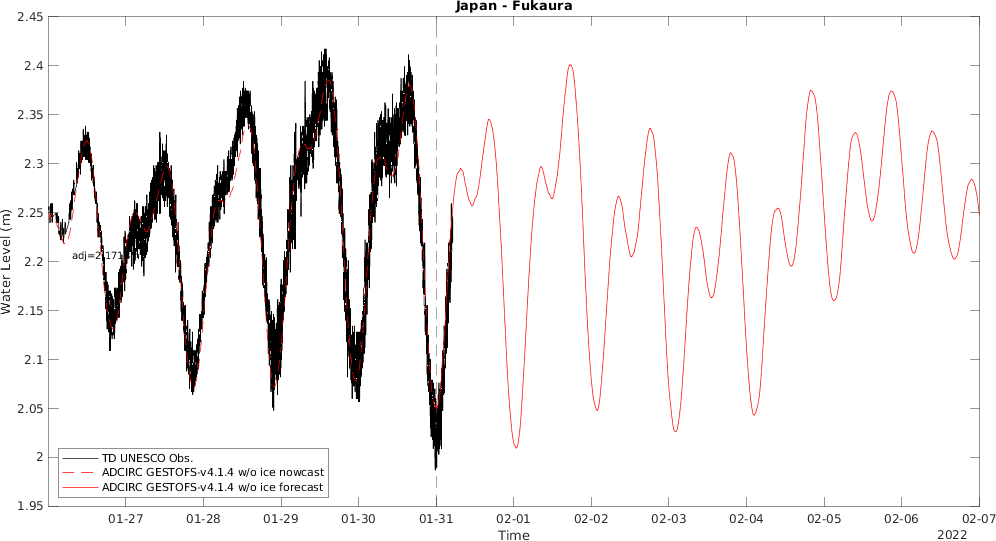 Japan - Fukaura
2.45
2.4
2.35
2.3
2.25
2.2
2.15
2.1
2.05
2
1.95
Water Level (m)
adj=2.171
TD UNESCO Obs.
ADCIRC GESTOFS-v4.1.4 w/o ice nowcast
ADCIRC GESTOFS-v4.1.4 w/o ice forecast
01-27 01-28 01-29 01-30 01-31 02-01 02-02 02-03 02-04 02-05 02-06 02-07
Time
2022